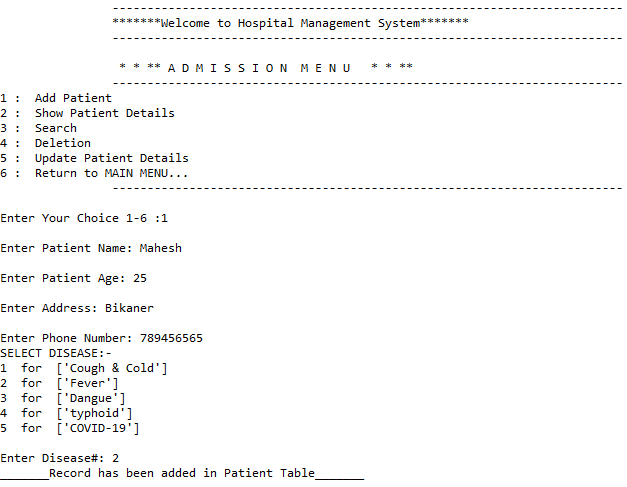 ---------------------------------------------------------------------------
*******Welcome to Hospital Management System*******
---------------------------------------------------------------------------
* * ** A D M I S S I O N  M E N U   * * **
---------------------------------------------------------------------------
1 :  Add Patient
2 :  Show Patient Details
3 :  Search
4 :  Deletion
5 :  Update Patient Details
6 :  Return to MAIN MENU...
---------------------------------------------------------------------------
Enter Your Choice 1-6 :1
Enter Patient Name: Mahesh
Enter Patient Age: 25
Enter Address: Bikaner
Enter Phone Number: 789456565
SELECT DISEASE:-
1  for  ['Cough & Cold']
2  for  ['Fever']
3  for  ['Dangue']
4  for  ['typhoid']
5  for  ['COVID-19']
Enter Disease#: 2
_______Record has been added in Patient Table_______